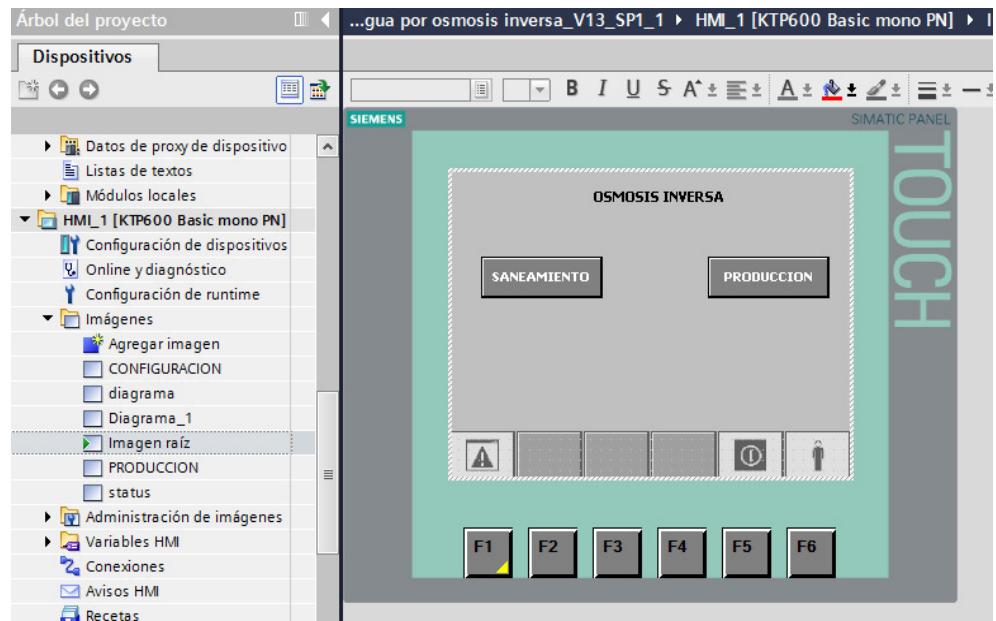 Árbol del proyecto
...gua por osmosis inversa_V13_SP1_1 ▸ HMI_1 [KTP600 Basic mono PN] ▸
Dispositivos
B I U S A A
SIEMENS
SIMATIC PANEL
TOUCH
Datos de proxy de dispositivo
Listas de textos
Módulos locales
HMI_1 [KTP600 Basic mono PN]
Configuración de dispositivos
Online y diagnóstico
Configuración de runtime
Imágenes
Agregar imagen
CONFIGURACION
diagrama
Diagrama_1
Imagen raíz
PRODUCCION
status
Administración de imágenes
Variables HMI
Conexiones
Avisos HMI
Recetas
OSMOSIS INVERSA
SANEAMIENTO
PRODUCCION
F1 F2 F3 F4 F5 F6